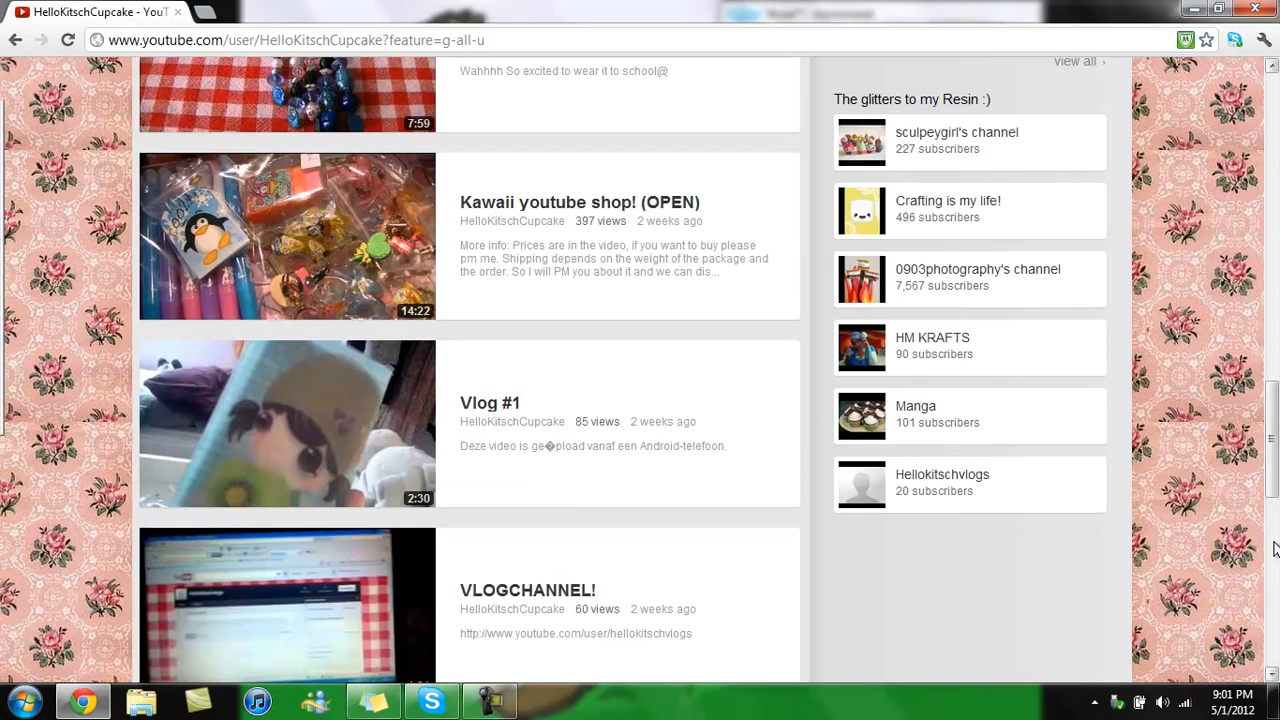 HelloKitschCupcake - YouT
www.youtube.com/user/HelloKitschCupcake?feature=g-all-u
Wahhhh So excited to wear it to school@
7:59
Kawaii youtube shop! (OPEN)
HelloKitschCupcake 397 views 2 weeks ago
More info: Prices are in the video, if you want to buy please
pm me. Shipping depends on the weight of the package and
the order. So I will PM you about it and we can dis...
14:22
Vlog #1
HelloKitschCupcake 85 views 2 weeks ago
Deze video is ge�pload vanaf een Android-telefoon.
2:30
VLOGCHANNEL!
HelloKitschCupcake 60 views 2 weeks ago
http://www.youtube.com/user/hellokitschvlogs
view all ›
The glitters to my Resin :)
sculpeygirl's channel
227 subscribers
Crafting is my life!
496 subscribers
0903photography's channel
7,567 subscribers
HM KRAFTS
90 subscribers
Manga
101 subscribers
Hellokitschvlogs
20 subscribers
9:01 PM
5/1/2012